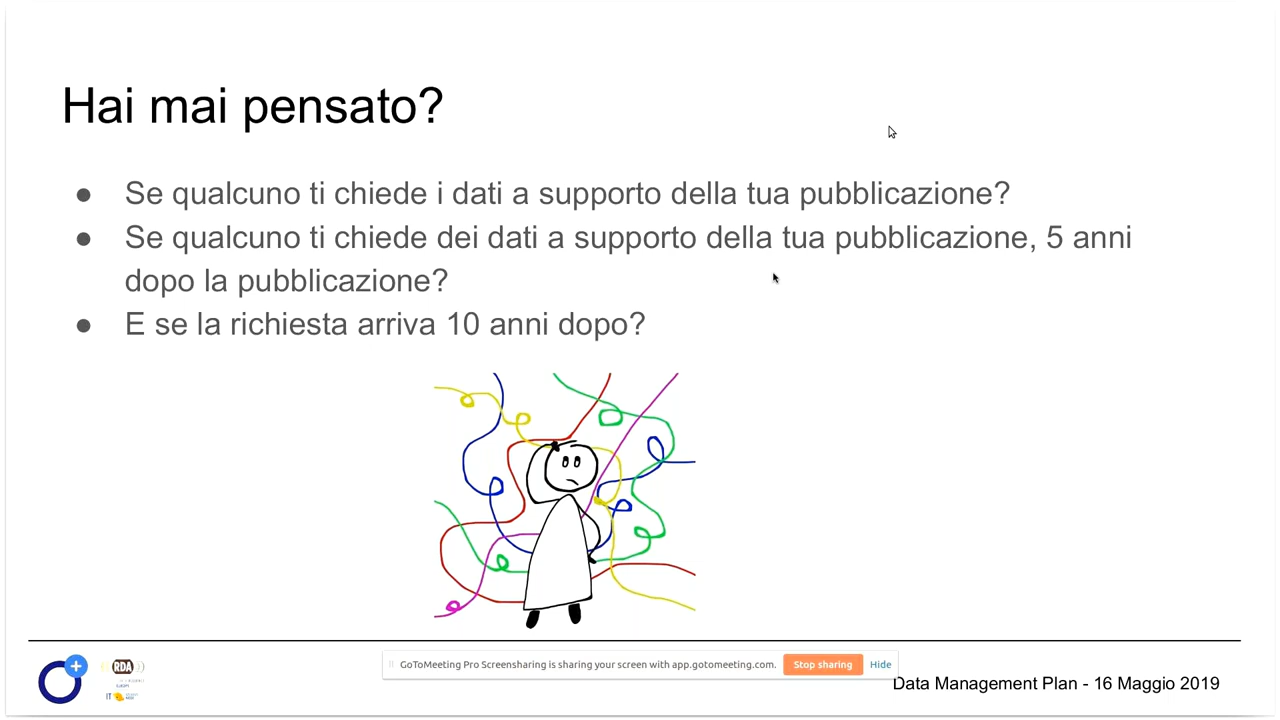 Hai mai pensato?
● Se qualcuno ti chiede i dati a supporto della tua pubblicazione?
● Se qualcuno ti chiede dei dati a supporto della tua pubblicazione, 5 anni
dopo la pubblicazione?
● E se la richiesta arriva 10 anni dopo?
RDA
IT
GoToMeeting Pro Screensharing is sharing your screen with app.gotomeeting.com. Stop sharing Hide
Data Management Plan - 16 Maggio 2019